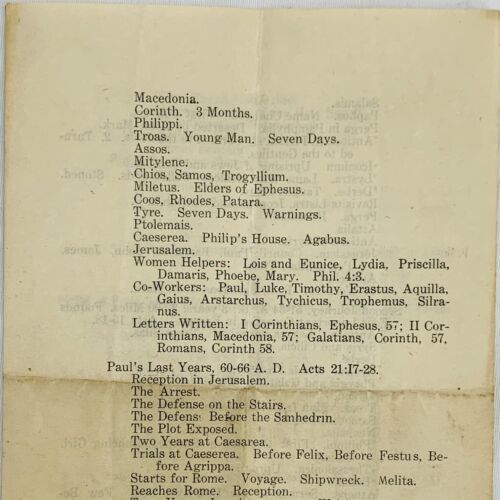 Macedonia.
Corinth. 3 Months.
Philippi.
Troas. Young Man. Seven Days.
Assos.
Mitylene.
Chios, Samos, Trogyllium.
Miletus. Elders of Ephesus.
Coos, Rhodes, Patara.
Tyre. Seven Days. Warnings.
Ptolemais.
Caeserea. Philip's House. Agabus.
Jerusalem.
Women Helpers: Lois and Eunice, Lydia, Priscilla,
Damaris, Phoebe, Mary. Phil. 4:3.
Co-Workers: Paul, Luke, Timothy, Erastus, Aquilla,
Gaius, Arstarchus, Tychicus, Trophemus, Silra-
nus.
Letters Written: I Corinthians, Ephesus, 57; II Cor-
inthians, Macedonia, 57; Galatians, Corinth, 57,
Romans, Corinth 58.
Paul's Last Years, 60-66 A. D. Acts 21:17-28.
Reception in Jerusalem.
The Arrest.
The Defense on the Stairs.
The Defens Before the Sanhedrin.
The Plot Exposed.
Two Years at Caesarea.
Trials at Caeserea. Before Felix, Before Festus, Be-
fore Agrippa.
Starts for Rome. Voyage. Shipwreck. Melita.
Reaches Rome. Reception.